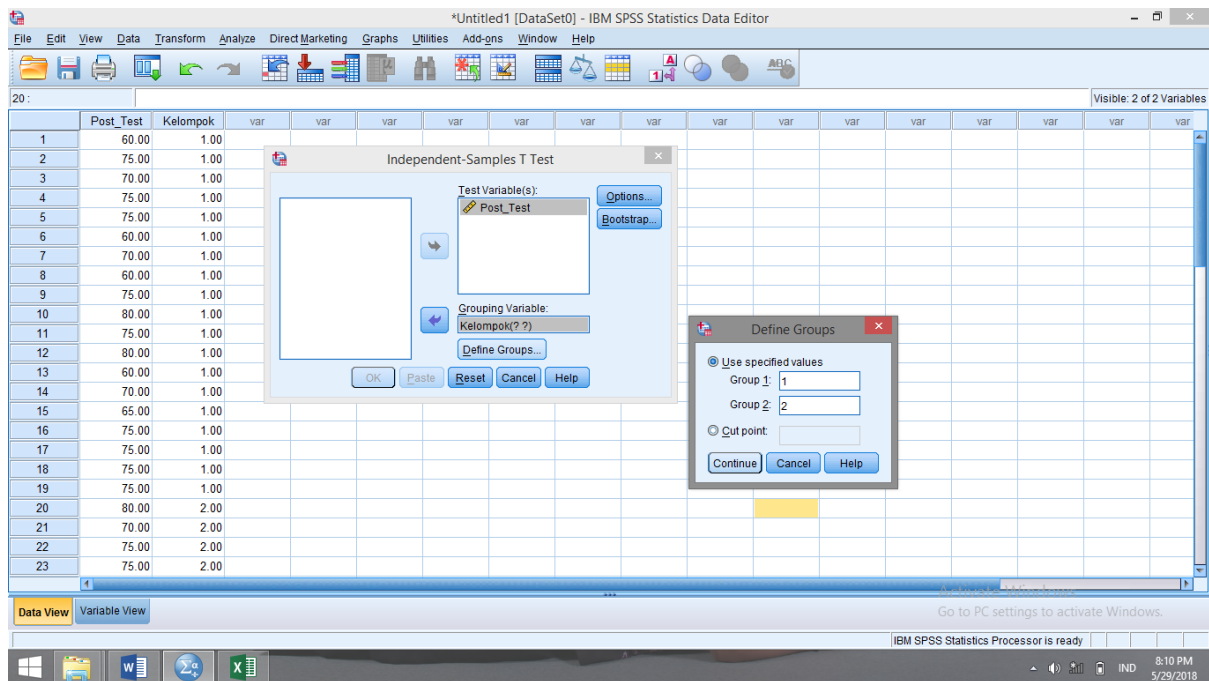 *Untitled1 [DataSet0] - IBM SPSS Statistics Data Editor
File Edit View Data Transform Analyze Direct Marketing Graphs Utilities Add-ons Window Help
20 :
Visible: 2 of 2 Variables
Post_Test Kelompok var var var var var var var var var var var var var var var
1 60.00 1.00
2 75.00 1.00
3 70.00 1.00
4 75.00 1.00
5 75.00 1.00
6 60.00 1.00
7 70.00 1.00
8 60.00 1.00
9 75.00 1.00
10 80.00 1.00
11 75.00 1.00
12 80.00 1.00
13 60.00 1.00
14 70.00 1.00
15 65.00 1.00
16 75.00 1.00
17 75.00 1.00
18 75.00 1.00
19 75.00 1.00
20 80.00 2.00
21 70.00 2.00
22 75.00 2.00
23 75.00 2.00
Independent-Samples T Test
Test Variable(s):
Post_Test
Options...
Bootstrap...
Grouping Variable:
Kelompok(? ?)
Define Groups...
OK Paste Reset Cancel Help
Define Groups
Use specified values
Group 1: 1
Group 2: 2
Cut point:
Continue Cancel Help
Data View Variable View
Activate Windows
Go to PC settings to activate Windows.
IBM SPSS Statistics Processor is ready
IND
8:10 PM
5/29/2018